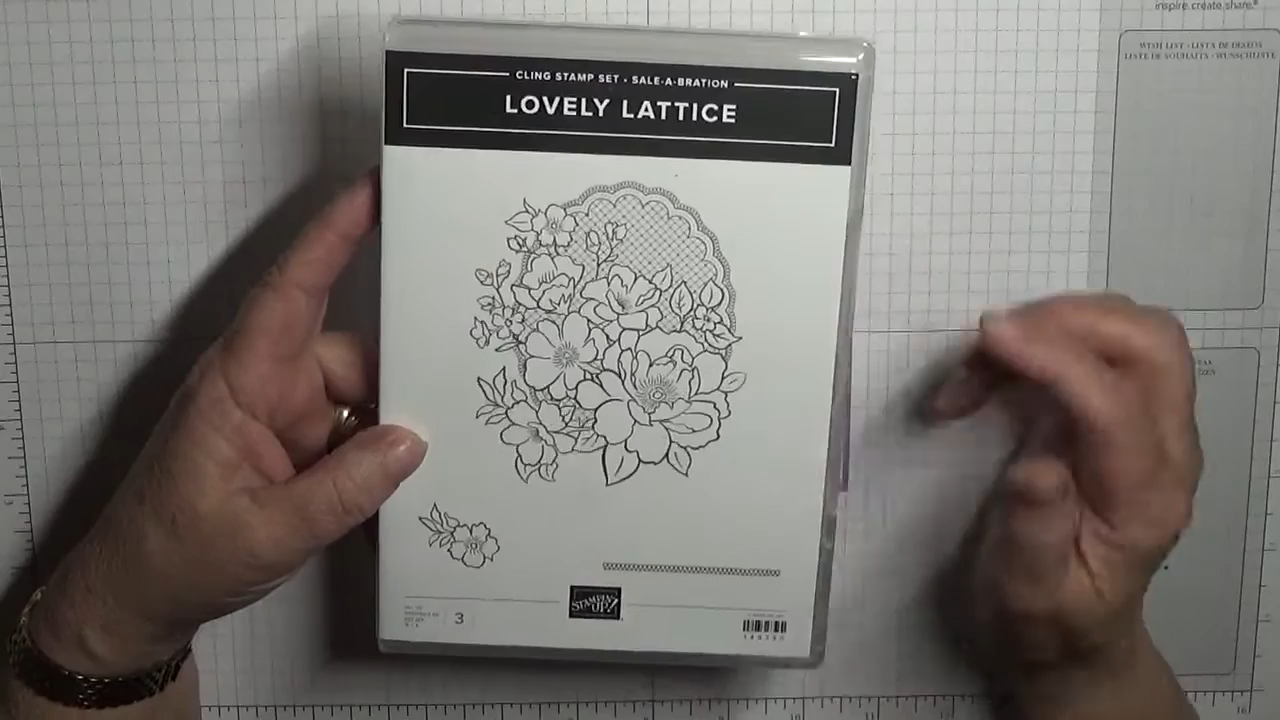 inspire. create. share.®
WISH LIST • LISTA DE DESEOS
LISTE DE SOUHAITS • WUNSCHLISTE
CLING STAMP SET • SALE-A-BRATION
LOVELY LATTICE
STAMPIN' UP!
3